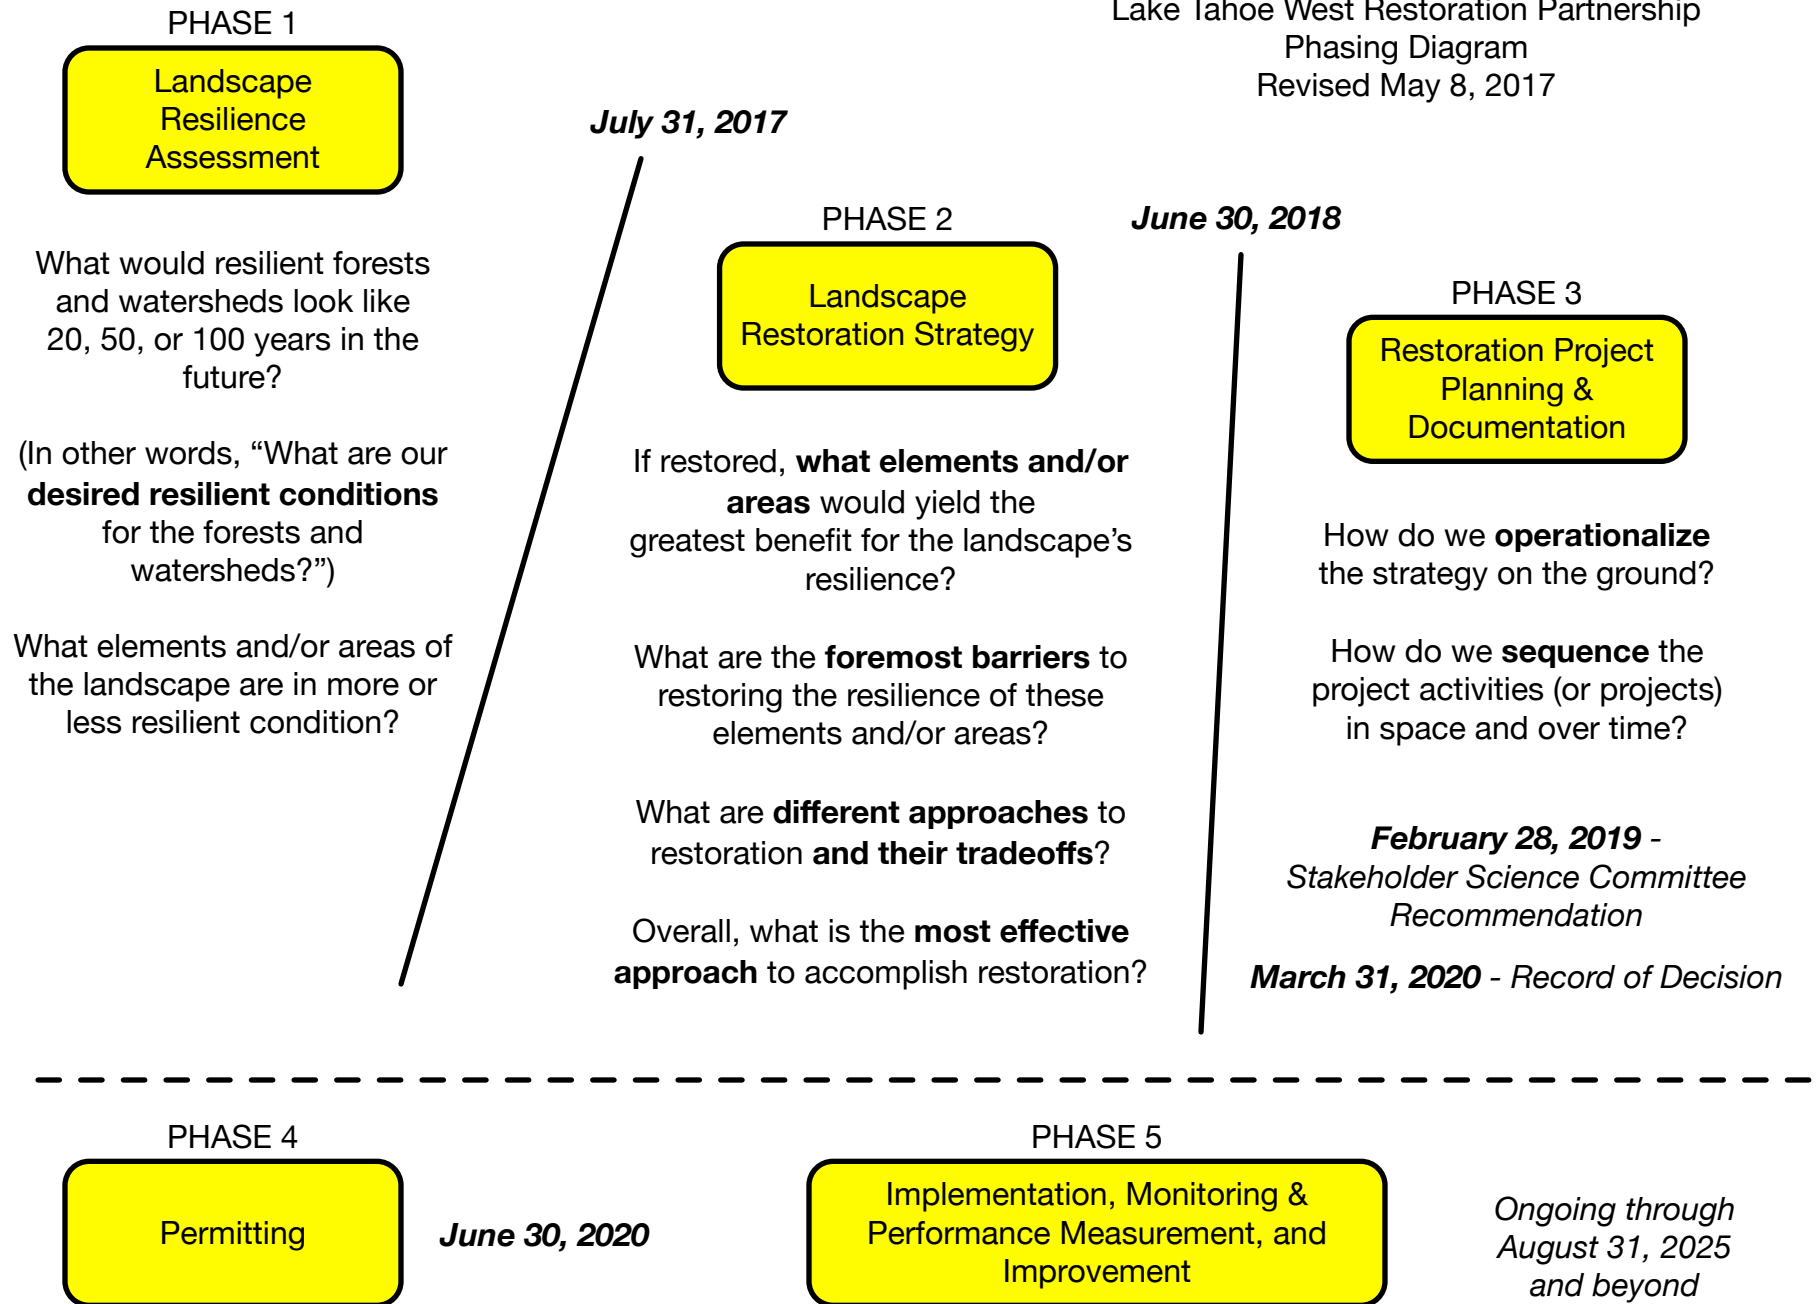 Lake Tahoe West Restoration Partnership
Phasing Diagram
Revised May 8, 2017
PHASE 1
Landscape
Resilience
Assessment
What would resilient forests
and watersheds look like
20, 50, or 100 years in the
future?
(In other words, “What are our
desired resilient conditions
for the forests and
watersheds?”)
What elements and/or areas of
the landscape are in more or
less resilient condition?
July 31, 2017
PHASE 2
Landscape
Restoration Strategy
If restored, what elements and/or
areas would yield the
greatest benefit for the landscape’s
resilience?
What are the foremost barriers to
restoring the resilience of these
elements and/or areas?
What are different approaches to
restoration and their tradeoffs?
Overall, what is the most effective
approach to accomplish restoration?
June 30, 2018
PHASE 3
Restoration Project
Planning &
Documentation
How do we operationalize
the strategy on the ground?
How do we sequence the
project activities (or projects)
in space and over time?
February 28, 2019 -
Stakeholder Science Committee
Recommendation
March 31, 2020 - Record of Decision
PHASE 4
Permitting
June 30, 2020
PHASE 5
Implementation, Monitoring &
Performance Measurement, and
Improvement
Ongoing through
August 31, 2025
and beyond